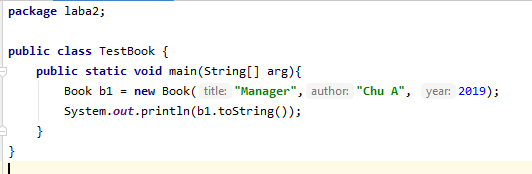 package laba2;
public class TestBook {
public static void main(String[] arg){
Book b1 = new Book( title: "Manager", author: "Chu A", year: 2019);
System.out.println(b1.toString());
}
}